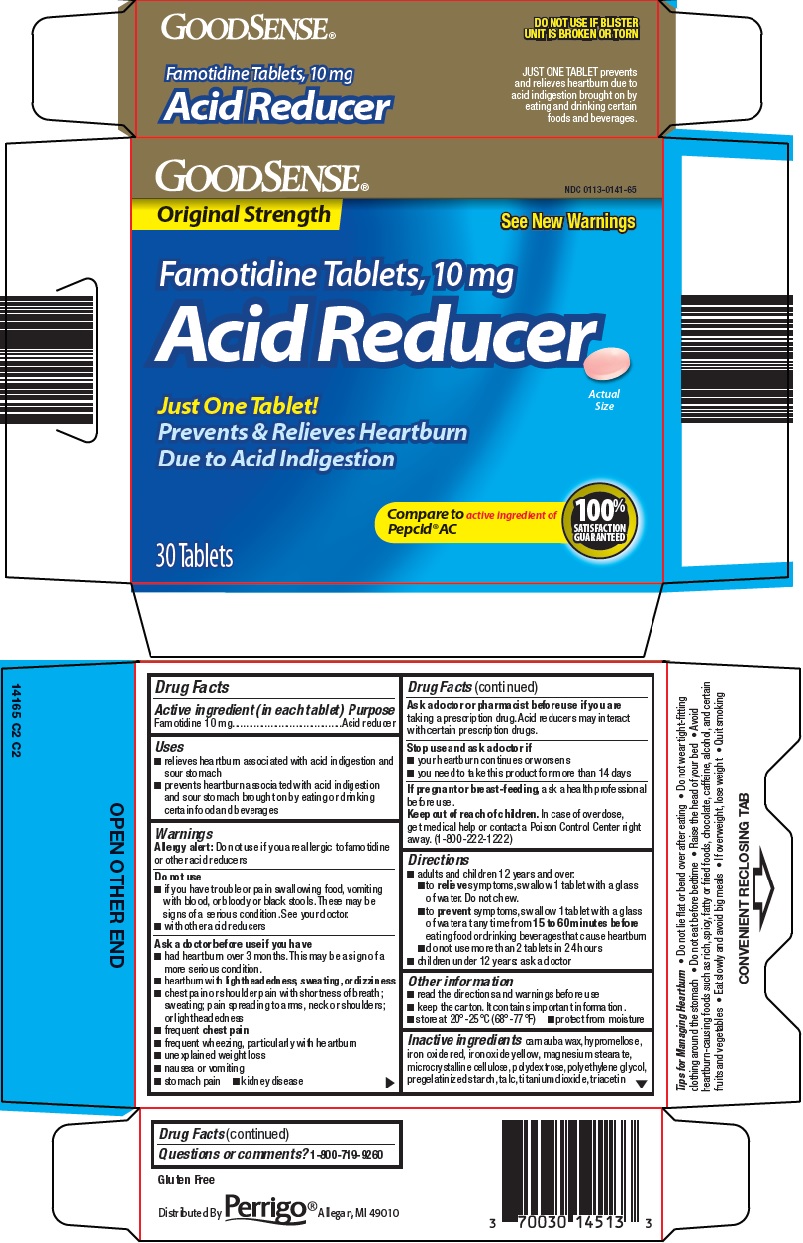 GOODSENSE®
DO NOT USE IF BLISTER
UNIT IS BROKEN OR TORN
Famotidine Tablets, 10 mg
Acid Reducer
JUST ONE TABLET prevents
and relieves heartburn due to
acid indigestion brought on by
eating and drinking certain
foods and beverages.
GOODSENSE®
NDC 0113-0141-65
Original Strength
See New Warnings
Famotidine Tablets, 10 mg
Acid Reducer
Actual
Size
Just One Tablet!
Prevents & Relieves Heartburn
Due to Acid Indigestion
Compare to active ingredient of
Pepcid® AC
100%
SATISFACTION
GUARANTEED
30 Tablets
14165 C2 C2
OPEN OTHER END
Drug Facts
Active ingredient (in each tablet) Purpose
Famotidine 10 mg....................................Acid reducer
Uses
■ relieves heartburn associated with acid indigestion and
sour stomach
■ prevents heartburn associated with acid indigestion
and sour stomach brought on by eating or drinking
certain food and beverages
Warnings
Allergy alert: Do not use if you are allergic to famotidine
or other acid reducers
Do not use
■ if you have trouble or pain swallowing food, vomiting
with blood, or bloody or black stools. These may be
signs of a serious condition. See your doctor.
■ with other acid reducers
Ask a doctor before use if you have
■ had heartburn over 3 months. This may be a sign of a
more serious condition.
■ heartburn with lightheadedness, sweating, or dizziness
■ chest pain or shoulder pain with shortness of breath;
sweating; pain spreading to arms, neck or shoulders;
or lightheadedness
■ frequent chest pain
■ frequent wheezing, particularly with heartburn
■ unexplained weight loss
■ nausea or vomiting
■ stomach pain ■ kidney disease
Drug Facts (continued)
Ask a doctor or pharmacist before use if you are
taking a prescription drug. Acid reducers may interact
with certain prescription drugs.
Stop use and ask a doctor if
■ your heartburn continues or worsens
■ you need to take this product for more than 14 days
If pregnant or breast-feeding, ask a health professional
before use.
Keep out of reach of children. In case of overdose,
get medical help or contact a Poison Control Center right
away. (1-800-222-1222)
Directions
■ adults and children 12 years and over:
■ to relieve symptoms, swallow 1 tablet with a glass
of water. Do not chew.
■ to prevent symptoms, swallow 1 tablet with a glass
of water at any time from 15 to 60 minutes before
eating food or drinking beverages that cause heartburn
■ do not use more than 2 tablets in 24 hours
■ children under 12 years: ask a doctor
Other information
■ read the directions and warnings before use
■ keep the carton. It contains important information.
■ store at 20°-25°C (68°-77°F) ■ protect from moisture
Inactive ingredients carnauba wax, hypromellose,
iron oxide red, iron oxide yellow, magnesium stearate,
microcrystalline cellulose, polydextrose, polyethylene glycol,
pregelatinized starch, talc, titanium dioxide, triacetin
Tips for Managing Heartburn • Do not lie flat or bend over after eating • Do not wear tight-fitting
clothing around the stomach • Do not eat before bedtime • Raise the head of your bed • Avoid
heartburn-causing foods such as rich, spicy, fatty or fried foods, chocolate, caffeine, alcohol, and certain
fruits and vegetables • Eat slowly and avoid big meals • If overweight, lose weight • Quit smoking
CONVENIENT RECLOSING TAB
Drug Facts (continued)
Questions or comments? 1-800-719-9260
Gluten Free
Distributed By Perrigo® Allegan, MI 49010
3 70030 14513 3